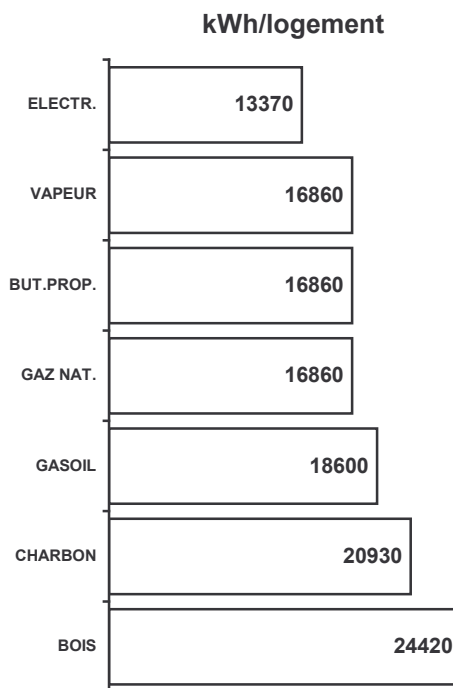 kWh/logement
ELECTR. 13370
VAPEUR 16860
BUT.PROP. 16860
GAZ NAT. 16860
GASOIL 18600
CHARBON 20930
BOIS 24420